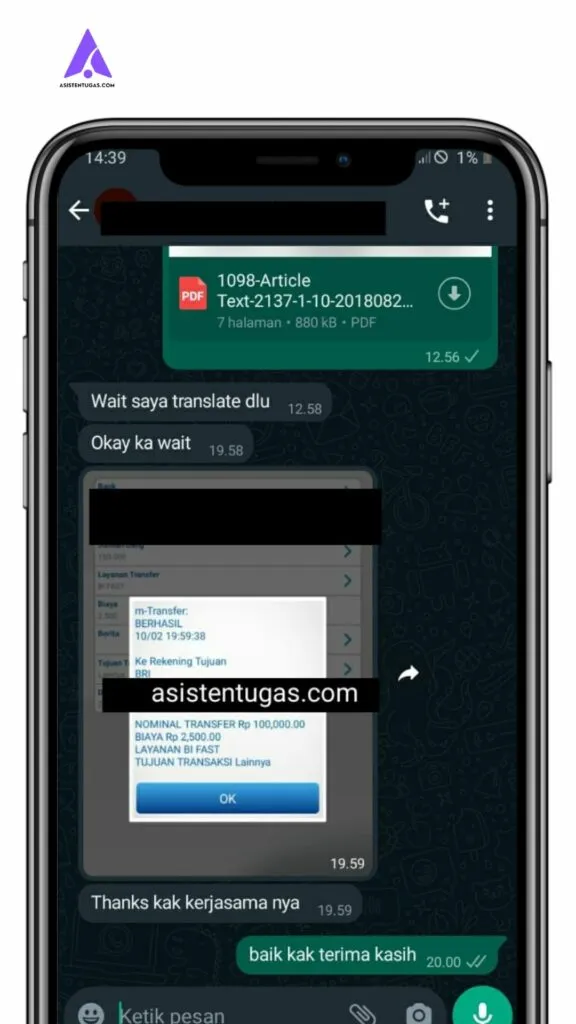 ASISTENTUGAS.COM
14:39
1%
1098-Article
Text-2137-1-10-2018082...
PDF
7 halaman • 880 kB • PDF
12.56
Wait saya translate dlu
12.58
Okay ka wait
19.58
Bank
Layanan Transfer
BI FAST
Biaya
2,500
Berita
m-Transfer:
BERHASIL
10/02 19:59:38
Ke Rekening Tujuan
BRI
asistentugas.com
NOMINAL TRANSFER Rp 100,000.00
BIAYA Rp 2,500.00
LAYANAN BI FAST
TUJUAN TRANSAKSI Lainnya
OK
19.59
Thanks kak kerjasama nya
19.59
baik kak terima kasih
20.00
Ketik pesan